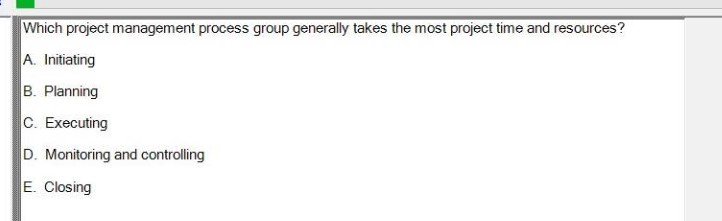 Which project management process group generally takes the most project time and resources?
A. Initiating
B. Planning
C. Executing
D. Monitoring and controlling
E. Closing